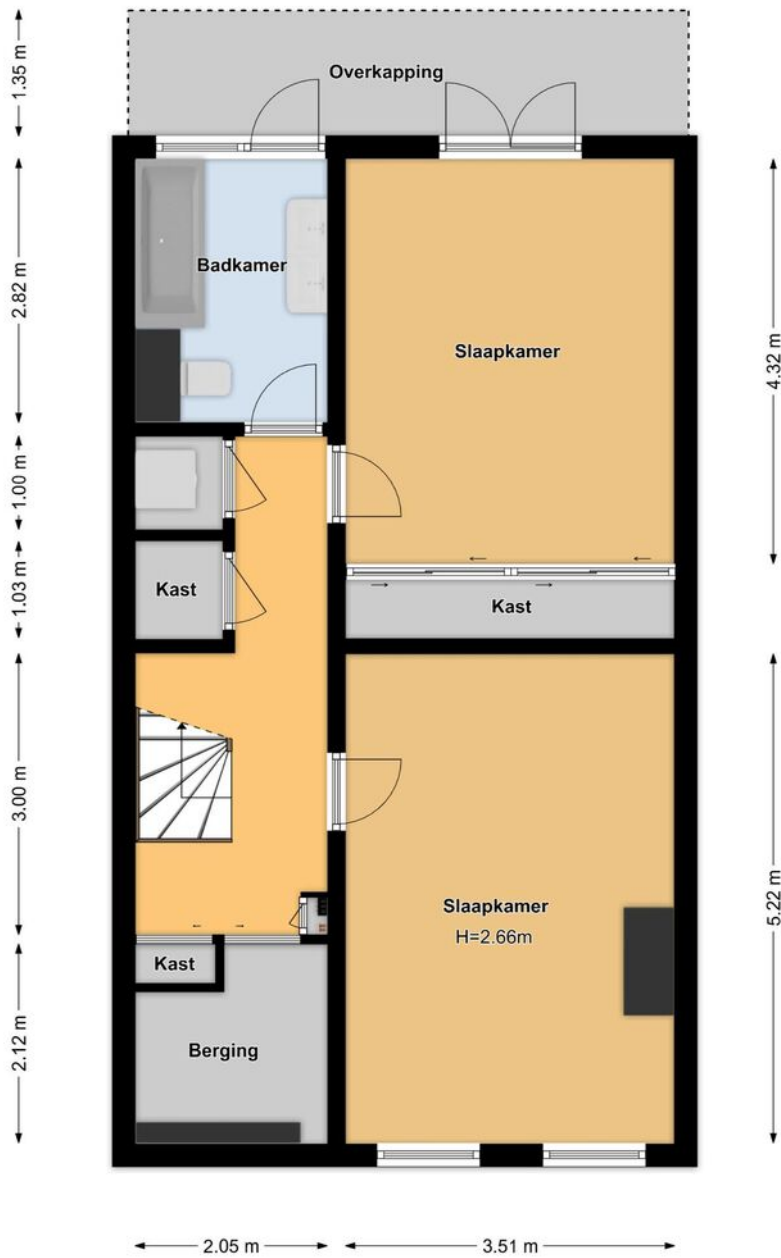 Overkapping
1.35 m
Badkamer
2.82 m
Slaapkamer
4.32 m
1.00 m
Kast
1.03 m
Kast
3.00 m
Slaapkamer
H=2.66m
5.22 m
Kast
Berging
2.12 m
2.05 m
3.51 m